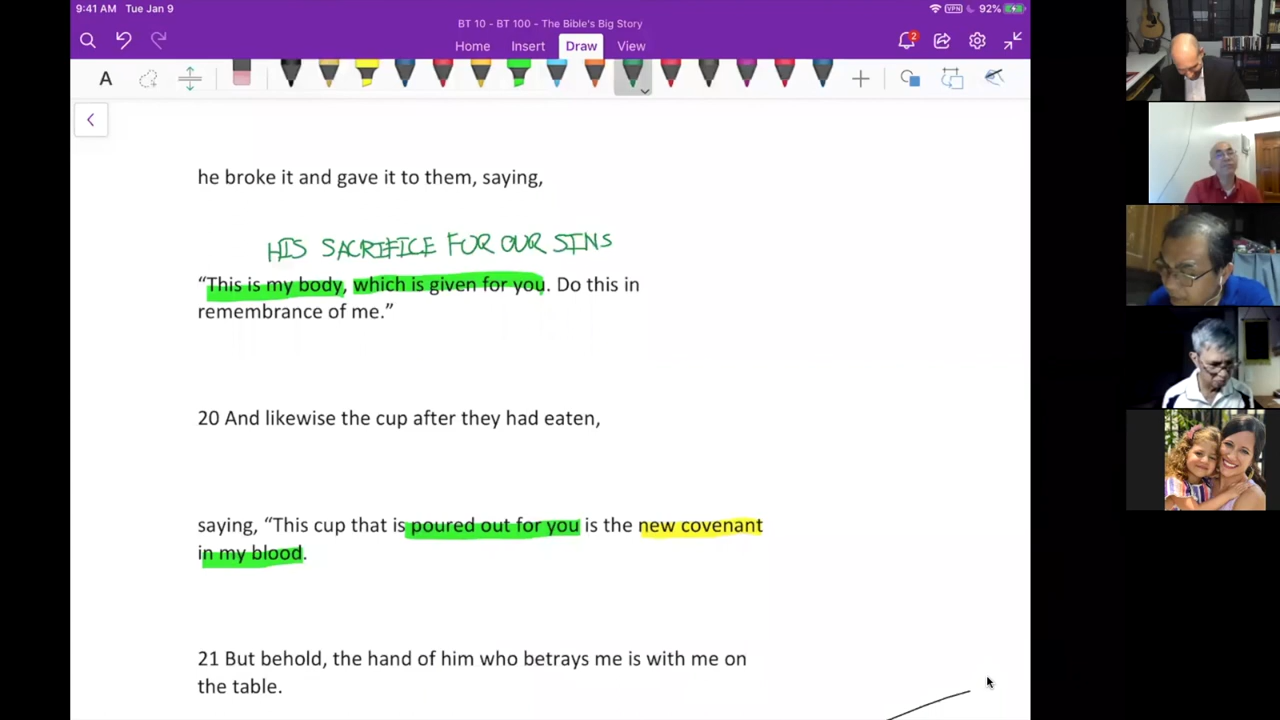 9:41 AM Tue Jan 9
VPN 92%
BT 10 - BT 100 - The Bible's Big Story
Home Insert Draw View
2
A
he broke it and gave it to them, saying,
HIS SACRIFICE FOR OUR SINS
“This is my body, which is given for you. Do this in
remembrance of me.”
20 And likewise the cup after they had eaten,
saying, “This cup that is poured out for you is the new covenant
in my blood.
21 But behold, the hand of him who betrays me is with me on
the table.